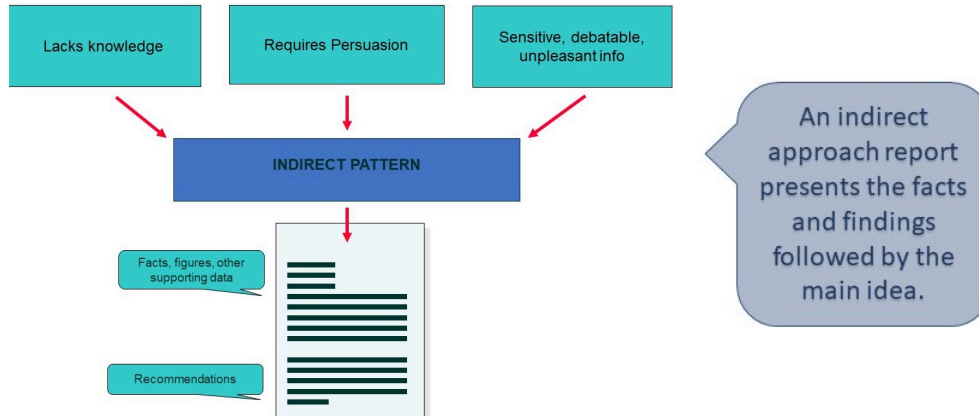 Lacks knowledge
Requires Persuasion
Sensitive, debatable,
unpleasant info
INDIRECT PATTERN
Facts, figures, other
supporting data
Recommendations
An indirect
approach report
presents the facts
and findings
followed by the
main idea.